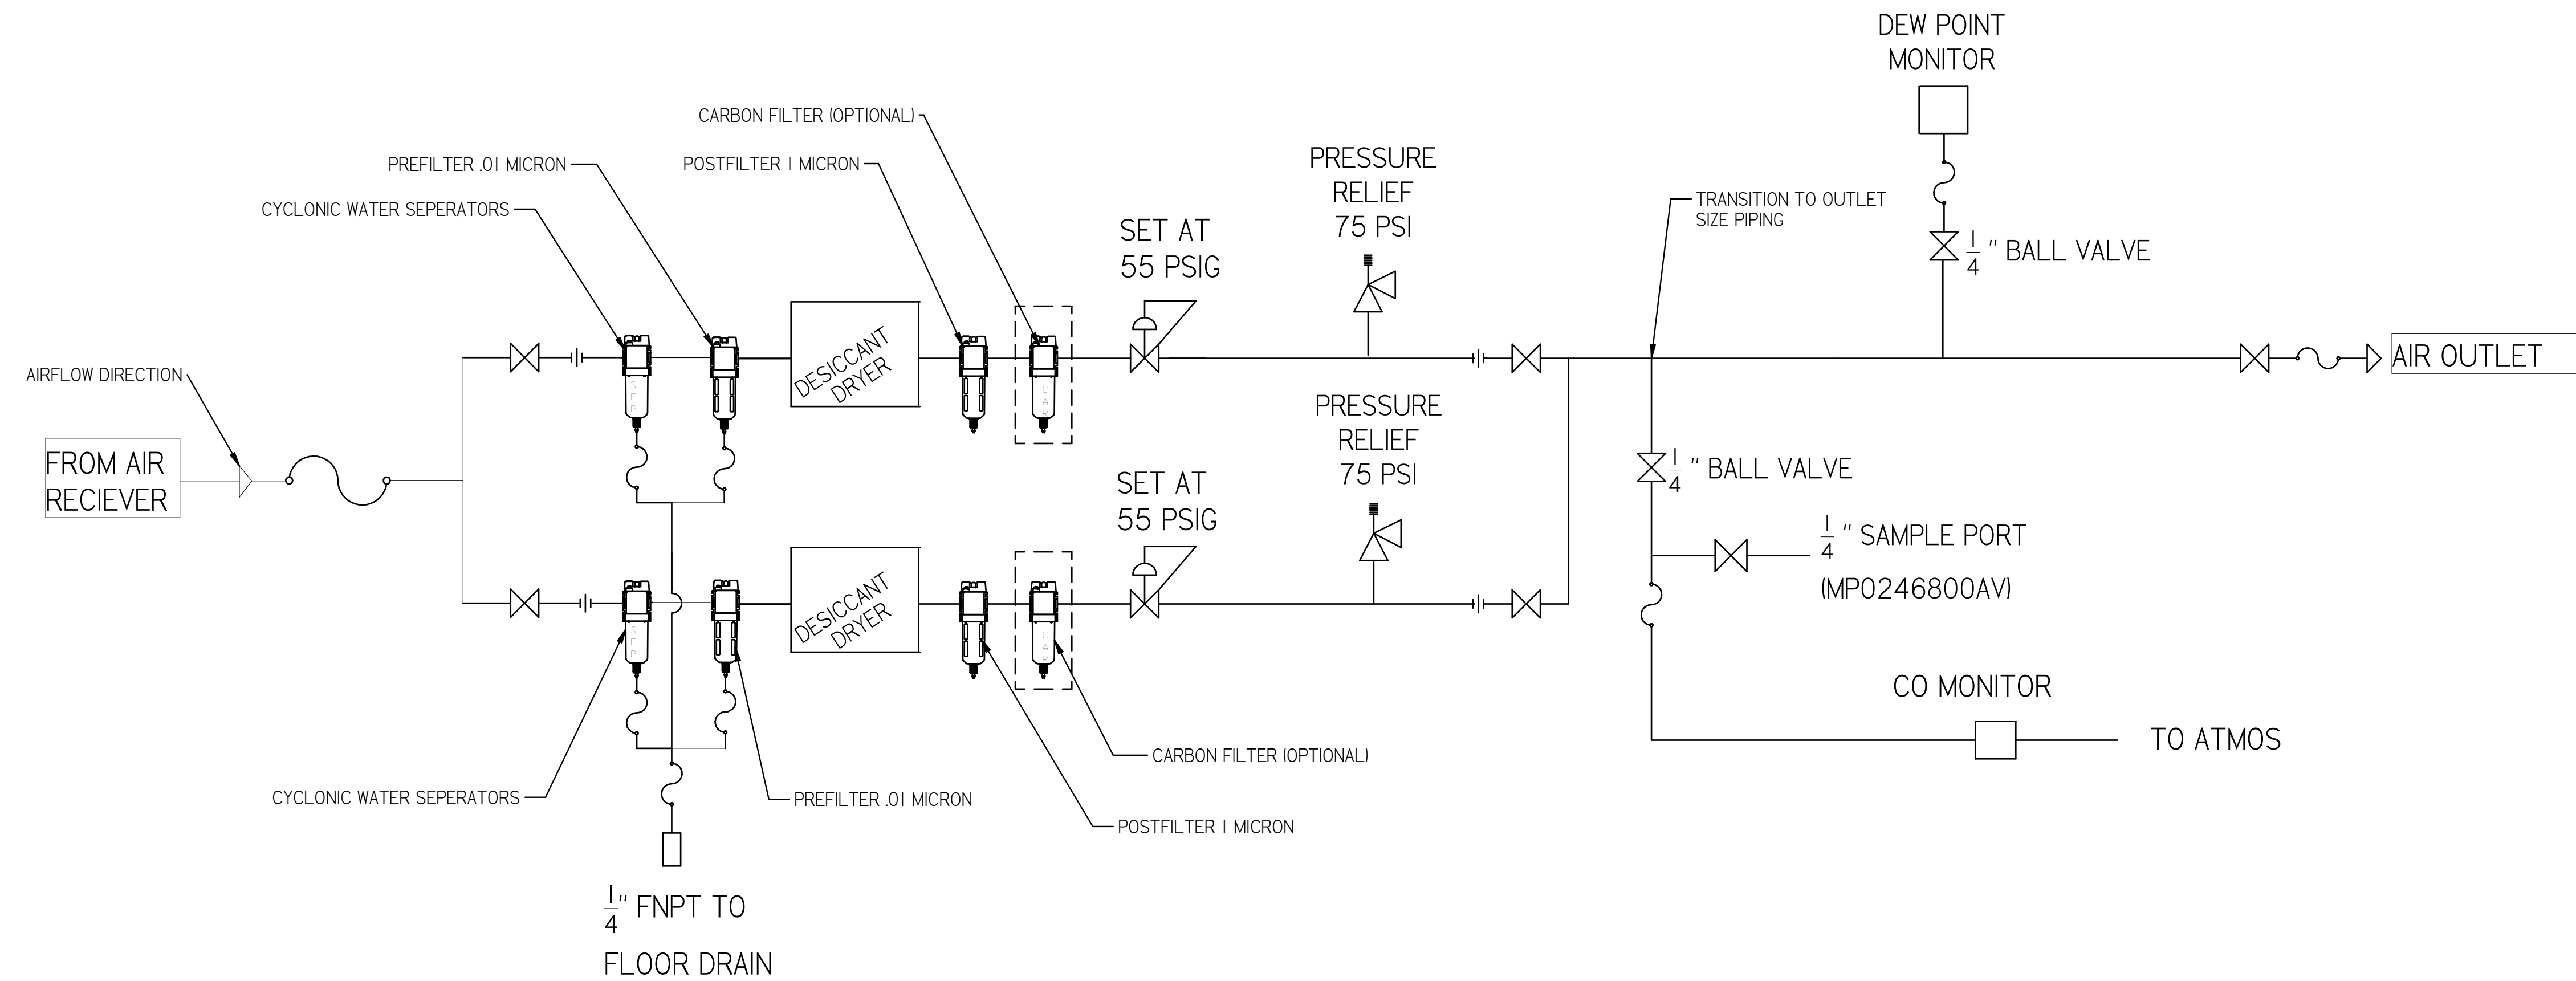 DEW POINT
MONITOR
CARBON FILTER (OPTIONAL)
PREFILTER .01 MICRON
POSTFILTER 1 MICRON
PRESSURE
RELIEF
75 PSI
CYCLONIC WATER SEPERATORS
SET AT
55 PSIG
TRANSITION TO OUTLET
SIZE PIPING
1/4 " BALL VALVE
DESICCANT
DRYER
SEP
CAR
AIR OUTLET
AIRFLOW DIRECTION
FROM AIR
RECIEVER
PRESSURE
RELIEF
75 PSI
SET AT
55 PSIG
1/4 " BALL VALVE
1/4 " SAMPLE PORT
(MP0246800AV)
DESICCANT
DRYER
SEP
CAR
CO MONITOR
TO ATMOS
CARBON FILTER (OPTIONAL)
CYCLONIC WATER SEPERATORS
PREFILTER .01 MICRON
POSTFILTER 1 MICRON
1/4 " FNPT TO
FLOOR DRAIN